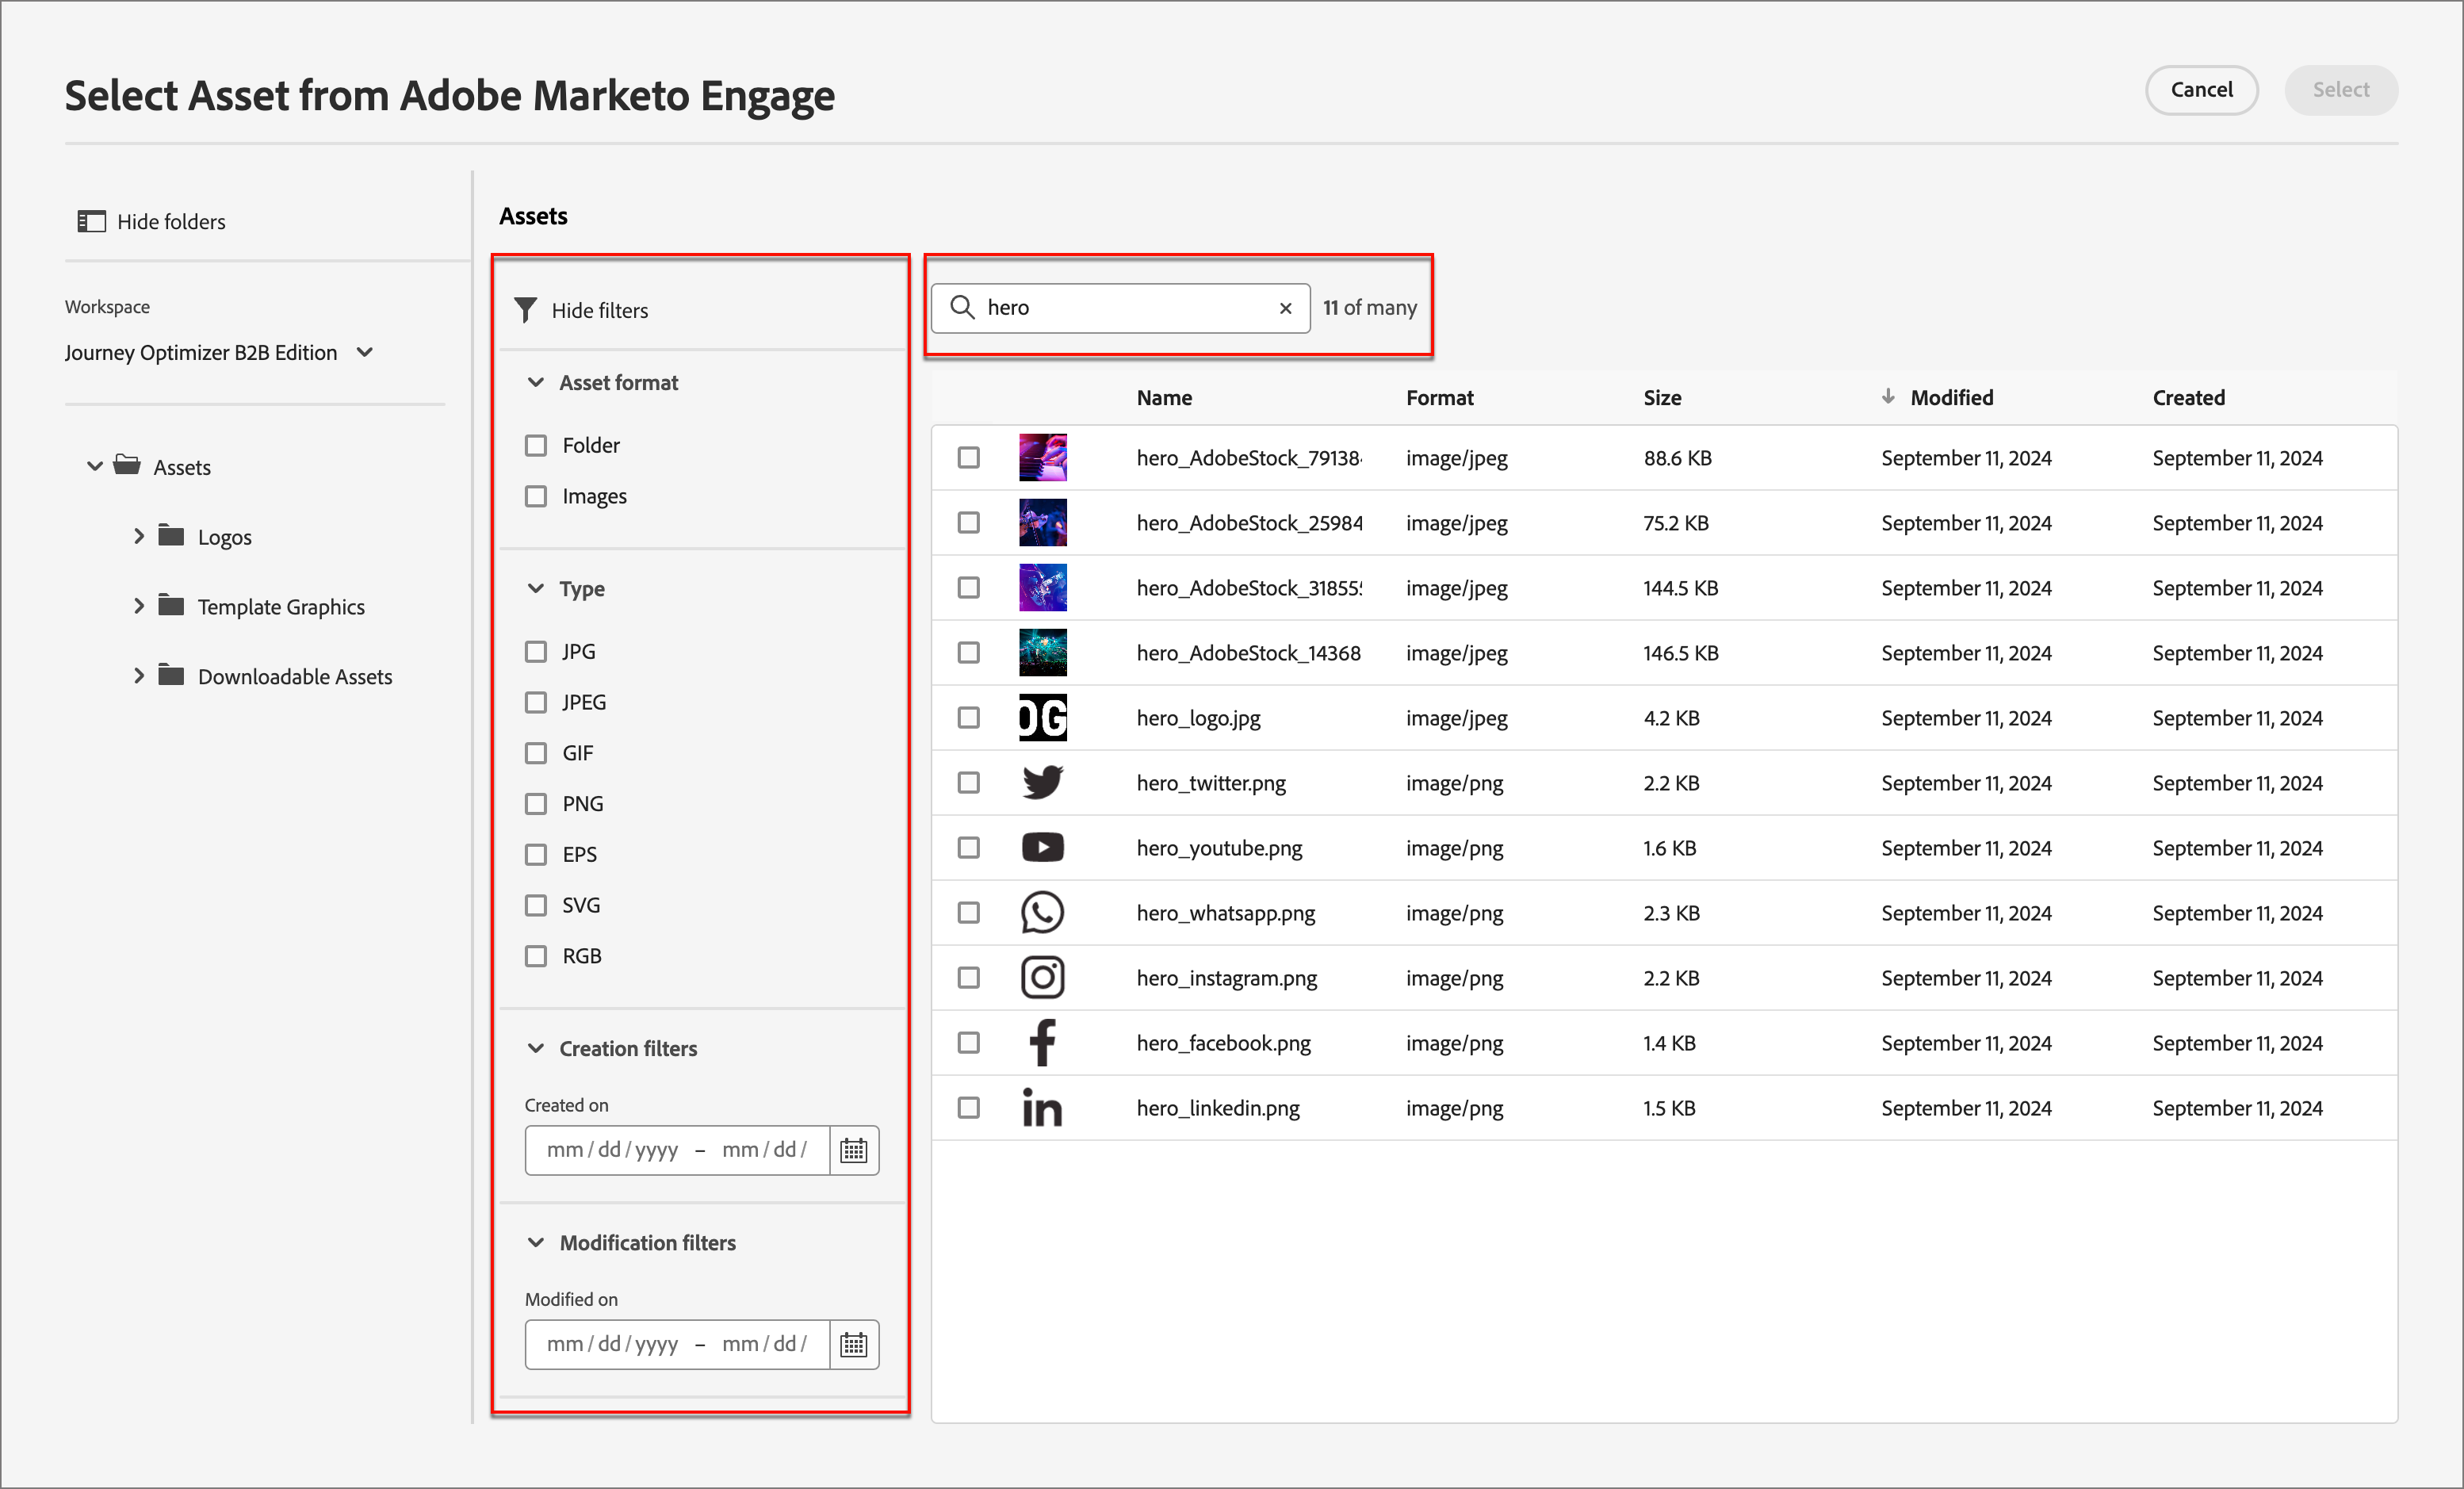 Select Asset from Adobe Marketo Engage
Cancel
Select
Hide folders
Workspace
Journey Optimizer B2B Edition
Assets
Logos
Template Graphics
Downloadable Assets
Assets
Hide filters
Asset format
Folder
Images
Type
JPG
JPEG
GIF
PNG
EPS
SVG
RGB
Creation filters
Created on
mm / dd / yyyy – mm / dd /
Modification filters
Modified on
mm / dd / yyyy – mm / dd /
hero
11 of many
Name Format Size Modified Created
hero_AdobeStock_79138 image/jpeg 88.6 KB September 11, 2024 September 11, 2024
hero_AdobeStock_25984 image/jpeg 75.2 KB September 11, 2024 September 11, 2024
hero_AdobeStock_31855 image/jpeg 144.5 KB September 11, 2024 September 11, 2024
hero_AdobeStock_14368 image/jpeg 146.5 KB September 11, 2024 September 11, 2024
OG hero_logo.jpg image/jpeg 4.2 KB September 11, 2024 September 11, 2024
hero_twitter.png image/png 2.2 KB September 11, 2024 September 11, 2024
hero_youtube.png image/png 1.6 KB September 11, 2024 September 11, 2024
hero_whatsapp.png image/png 2.3 KB September 11, 2024 September 11, 2024
hero_instagram.png image/png 2.2 KB September 11, 2024 September 11, 2024
f hero_facebook.png image/png 1.4 KB September 11, 2024 September 11, 2024
in hero_linkedin.png image/png 1.5 KB September 11, 2024 September 11, 2024